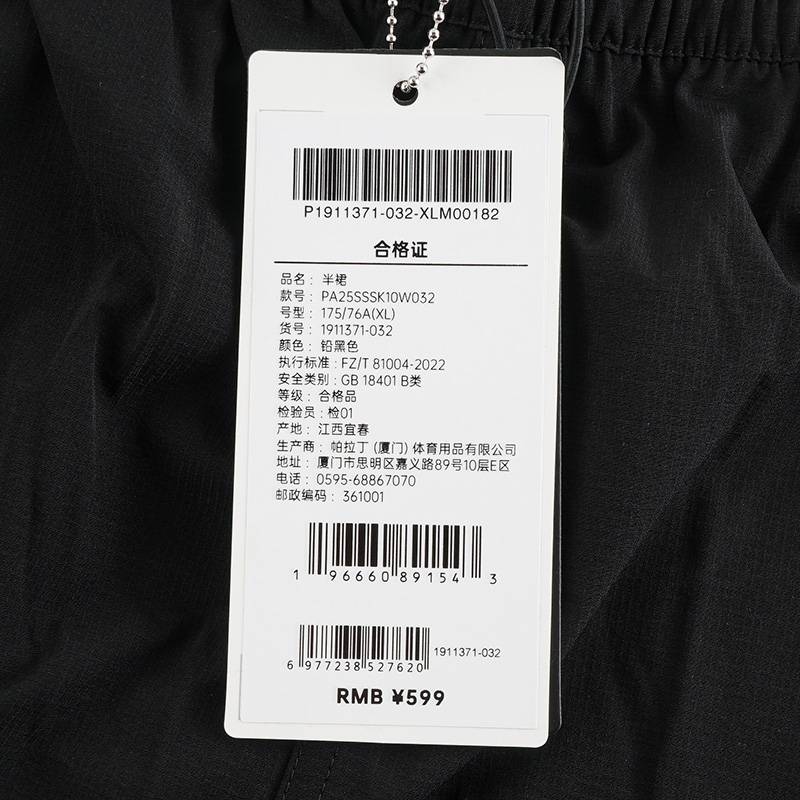 P1911371-032-XLM00182
合格证
品名：半裙
款号：PA25SSSK10W032
号型：175/76A(XL)
货号：1911371-032
颜色：铅黑色
执行标准：FZ/T 81004-2022
安全类别：GB 18401 B类
等级：合格品
检验员：检01
产地：江西宜春
生产商：帕拉丁 (厦门) 体育用品有限公司
地址：厦门市思明区嘉义路89号10层E区
电话：0595-68867070
邮政编码：361001
1 96660 89154 3
6 977238 527620
1911371-032
RMB ¥599